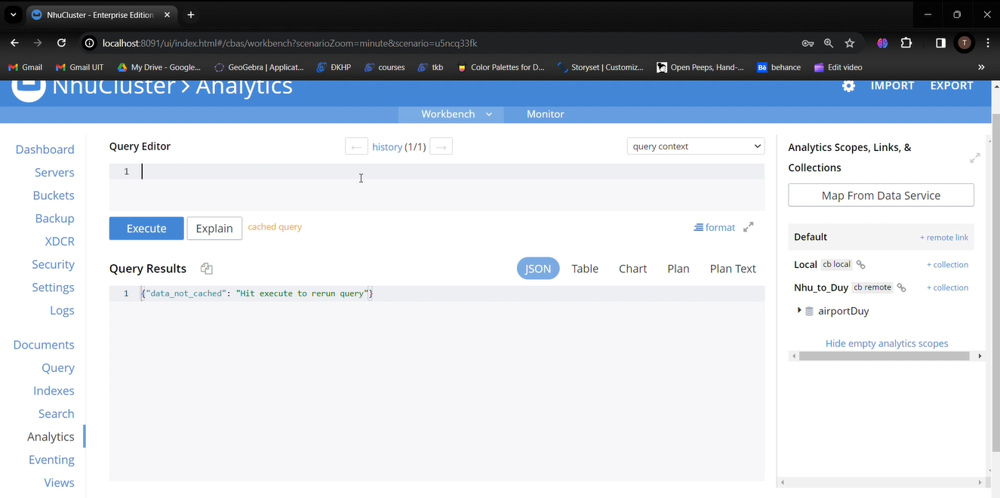 NhuCluster - Enterprise Edition
localhost:8091/ui/index.html#/cbas/workbench?scenarioZoom=minute&scenario=u5ncq33fk
T
Gmail
Gmail UIT
My Drive - Google...
GeoGebra | Applicat...
ĐKHP
courses
tkb
Color Palettes for D...
Storyset | Customiz...
Open Peeps, Hand-...
Bē behance
Edit video
NhuCluster > Analytics
IMPORT
EXPORT
Workbench
Monitor
Dashboard
Servers
Buckets
Backup
XDCR
Security
Settings
Logs
Documents
Query
Indexes
Search
Analytics
Eventing
Views
Query Editor
← history (1/1) →
query context
1
Execute
Explain
cached query
format
Query Results
JSON
Table
Chart
Plan
Plan Text
1 {"data_not_cached": "Hit execute to rerun query"}
Analytics Scopes, Links, &
Collections
Map From Data Service
Default
+ remote link
Local cb local
+ collection
Nhu_to_Duy cb remote
+ collection
airportDuy
Hide empty analytics scopes